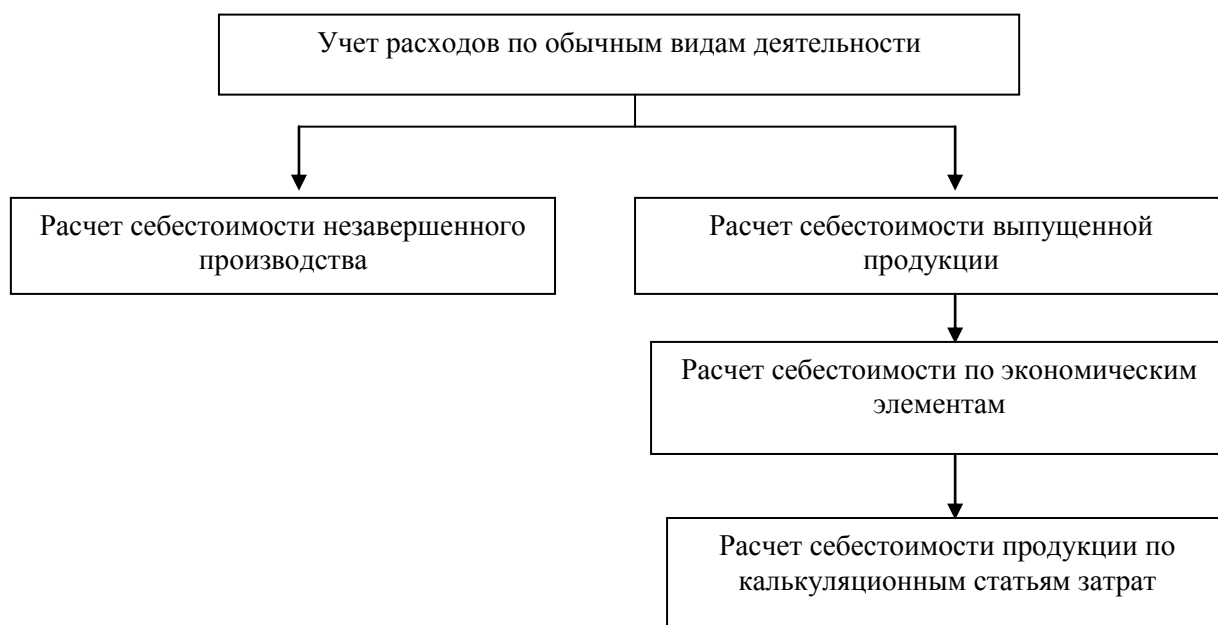 Учет расходов по обычным видам деятельности
Расчет себестоимости незавершенного
производства
Расчет себестоимости выпущенной
продукции
Расчет себестоимости по экономическим
элементам
Расчет себестоимости продукции по
калькуляционным статьям затрат